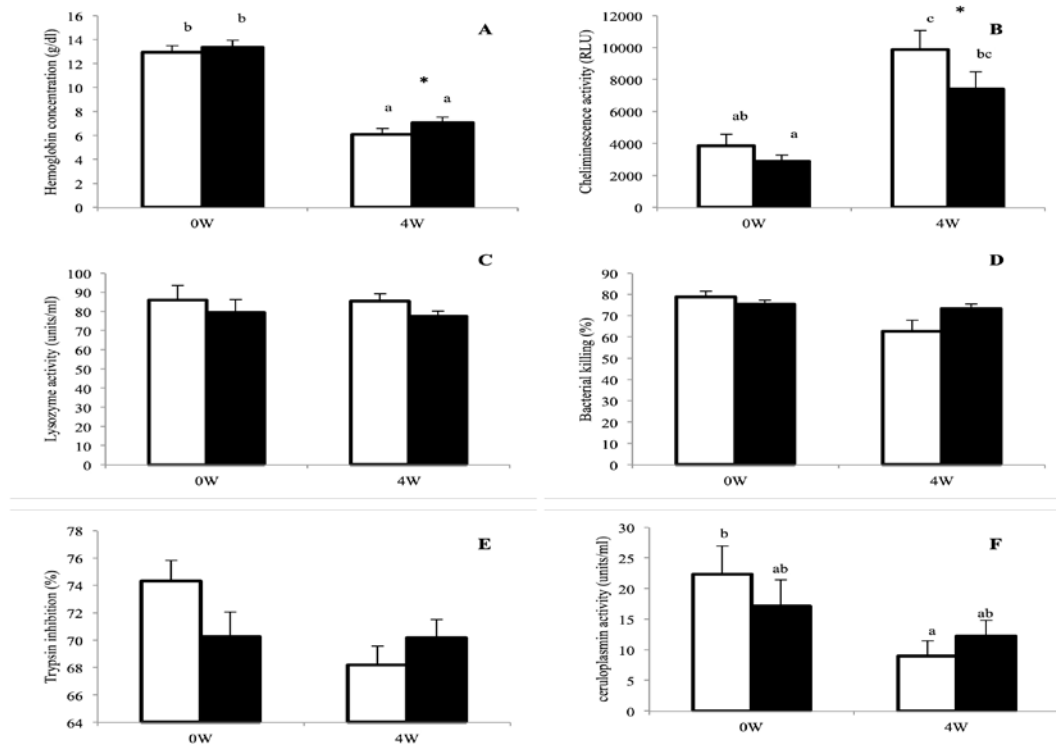 A
Hemoglobin concentration (g/dl)
16
14
12
10
8
6
4
2
0
b
b
a
*
a
0W
4W
B
Cheliminescence activity (RLU)
12000
10000
8000
6000
4000
2000
0
ab
a
c
*
bc
0W
4W
C
Lysozyme activity (units/ml)
100
90
80
70
60
50
40
30
20
10
0
0W
4W
D
Bacterial killing (%)
90
80
70
60
50
40
30
20
10
0
0W
4W
E
Trypsin inhibition (%)
78
76
74
72
70
68
66
64
0W
4W
F
ceruloplasmin activity (units/ml)
30
25
20
15
10
5
0
b
ab
a
ab
0W
4W